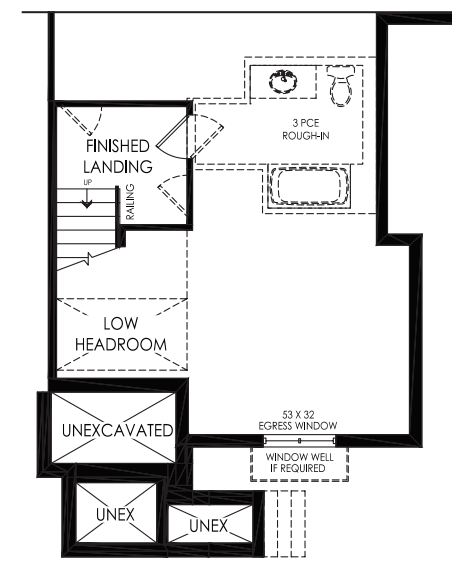 3 PCE
ROUGH-IN
FINISHED
LANDING
UP
RAILING
LOW
HEADROOM
53 X 32
EGRESS WINDOW
UNEXCAVATED
WINDOW WELL
IF REQUIRED
UNEX
UNEX